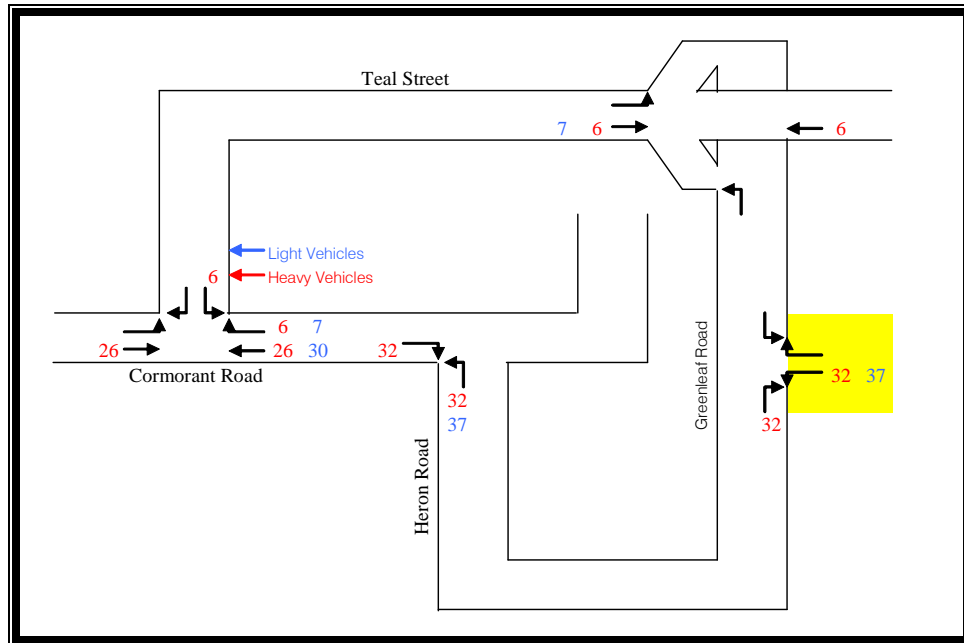 Teal Street
7 6
6
Light Vehicles
Heavy Vehicles
6
6 7
26
26 30
32
Cormorant Road
32
37
Heron Road
Greenleaf Road
32 37
32